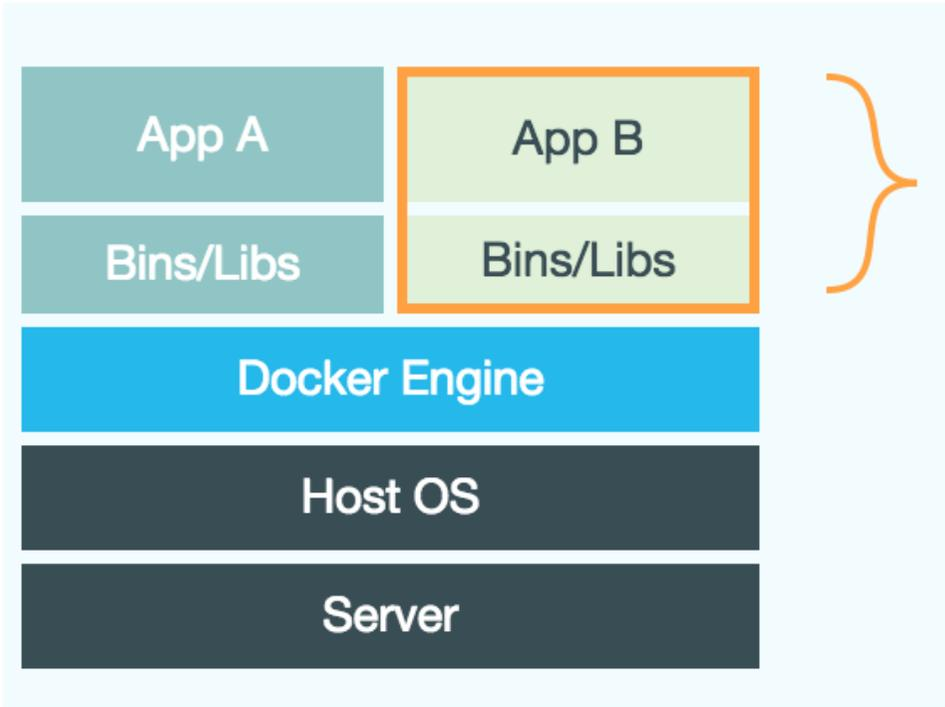 App A
App B
Bins/Libs
Bins/Libs
Docker Engine
Host OS
Server